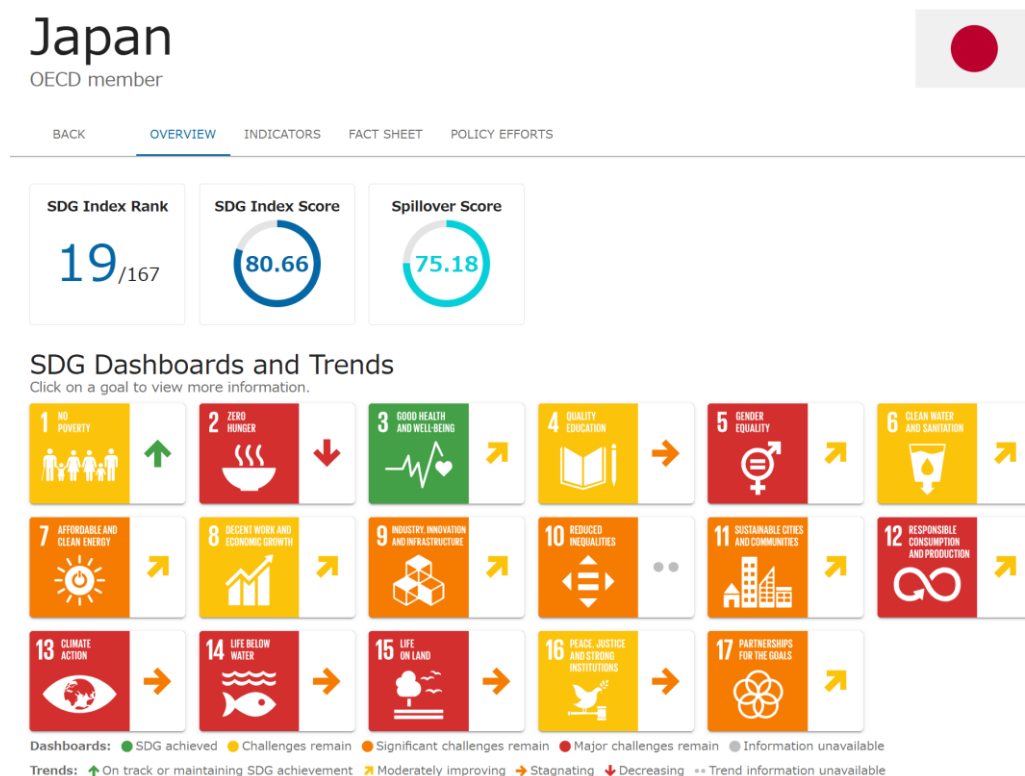 Japan
OECD member
BACK OVERVIEW INDICATORS FACT SHEET POLICY EFFORTS
SDG Index Rank
19/167
SDG Index Score
80.66
Spillover Score
75.18
SDG Dashboards and Trends
Click on a goal to view more information.
1 NO
POVERTY
2 ZERO
HUNGER
3 GOOD HEALTH
AND WELL-BEING
4 QUALITY
EDUCATION
5 GENDER
EQUALITY
6 CLEAN WATER
AND SANITATION
7 AFFORDABLE AND
CLEAN ENERGY
8 DECENT WORK AND
ECONOMIC GROWTH
9 INDUSTRY, INNOVATION
AND INFRASTRUCTURE
10 REDUCED
INEQUALITIES
11 SUSTAINABLE CITIES
AND COMMUNITIES
12 RESPONSIBLE
CONSUMPTION
AND PRODUCTION
13 CLIMATE
ACTION
14 LIFE BELOW
WATER
15 LIFE
ON LAND
16 PEACE, JUSTICE
AND STRONG
INSTITUTIONS
17 PARTNERSHIPS
FOR THE GOALS
Dashboards: SDG achieved Challenges remain Significant challenges remain Major challenges remain Information unavailable
Trends: On track or maintaining SDG achievement Moderately improving Stagnating Decreasing Trend information unavailable